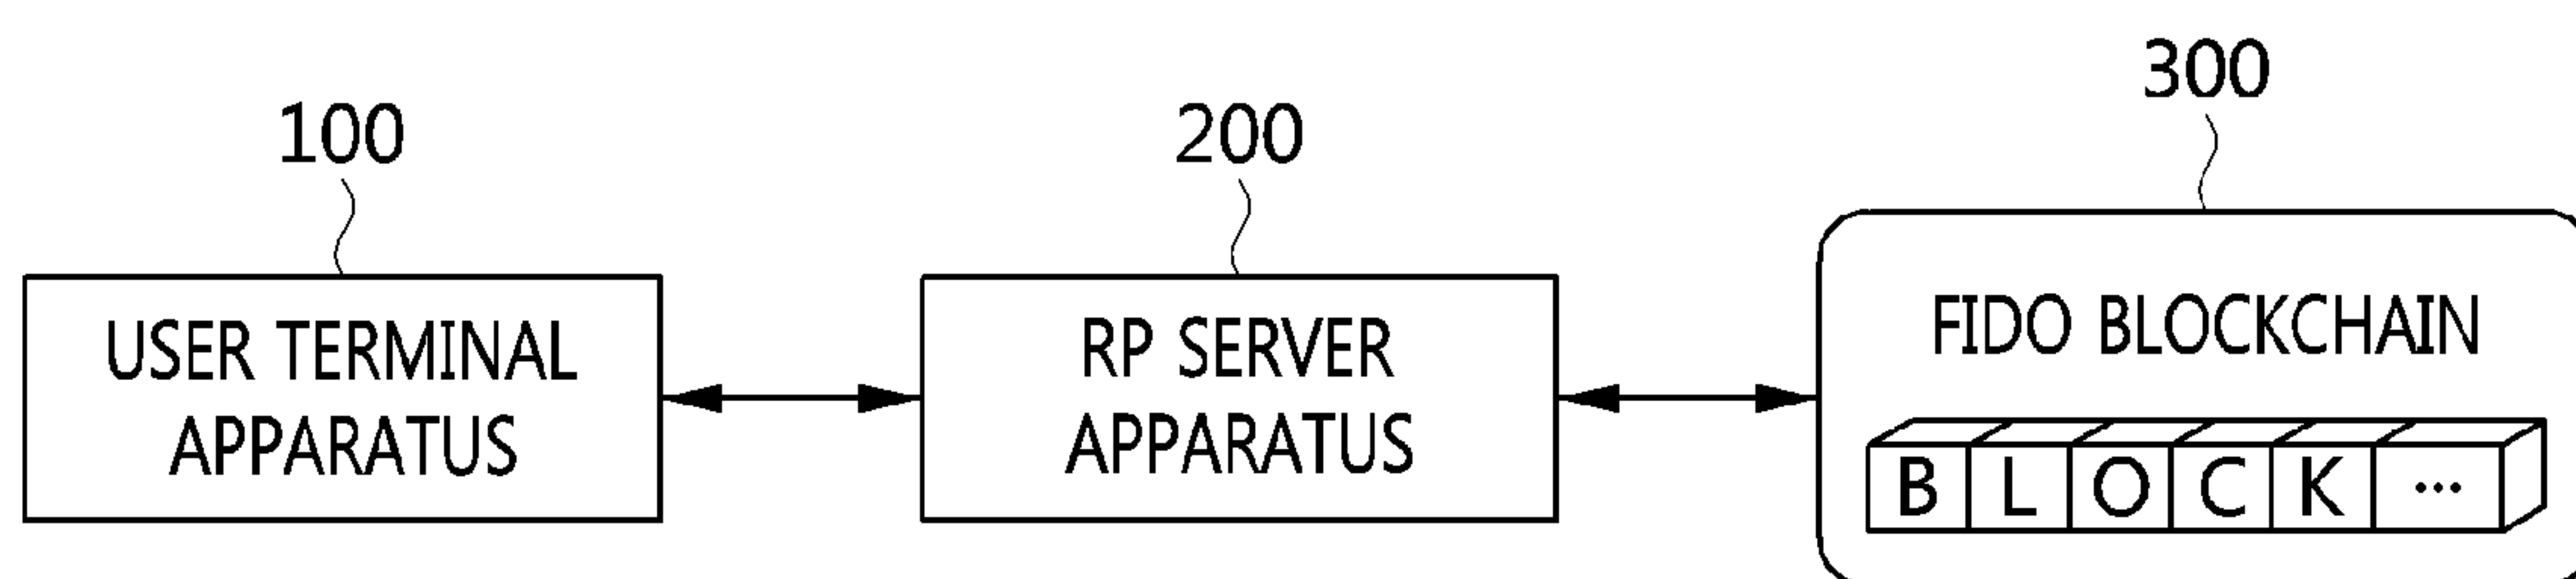 100
USER TERMINAL
APPARATUS
200
RP SERVER
APPARATUS
300
FIDO BLOCKCHAIN
B L O C K ...